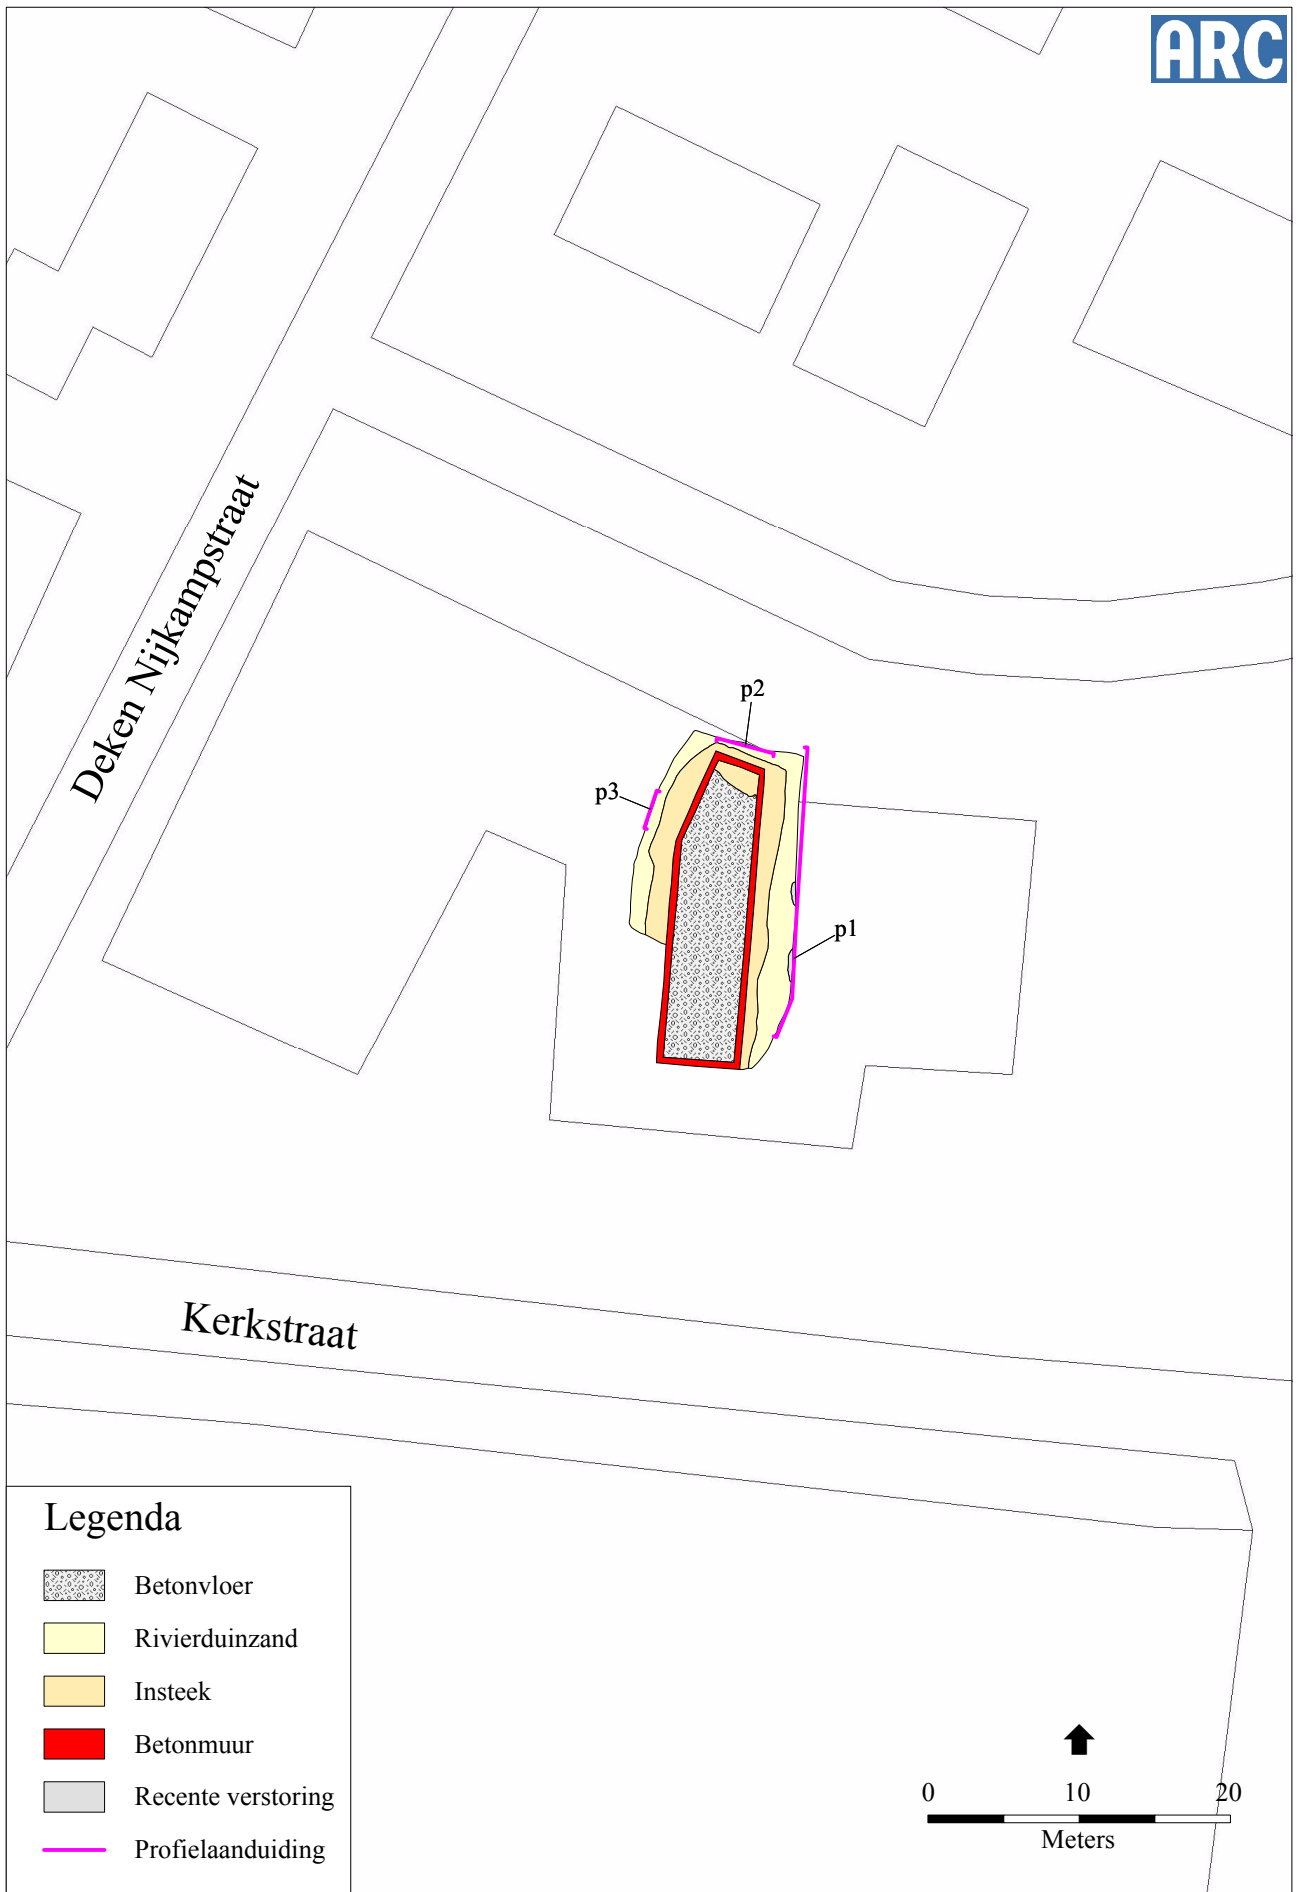 ARC
Deken Nijkampstraat
p2
p3
p1
Kerkstraat
Legenda
Betonvloer
Rivierduinzand
Insteek
Betonmuur
Recente verstoring
Profielaanduiding
0 10 20
Meters